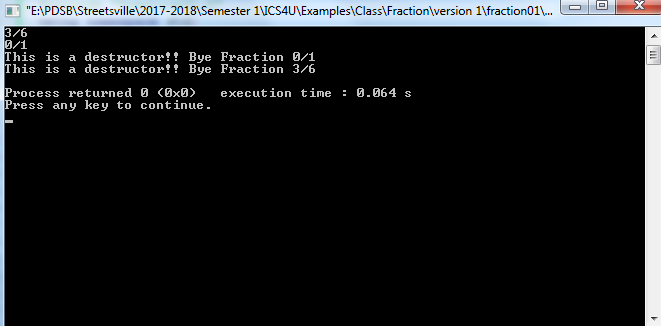 "E:\PDSB\Streetsville\2017-2018\Semester 1\ICS4U\Examples\Class\Fraction\version 1\fraction01\...
3/6
0/1
This is a destructor!! Bye Fraction 0/1
This is a destructor!! Bye Fraction 3/6
Process returned 0 (0x0)   execution time : 0.064 s
Press any key to continue.